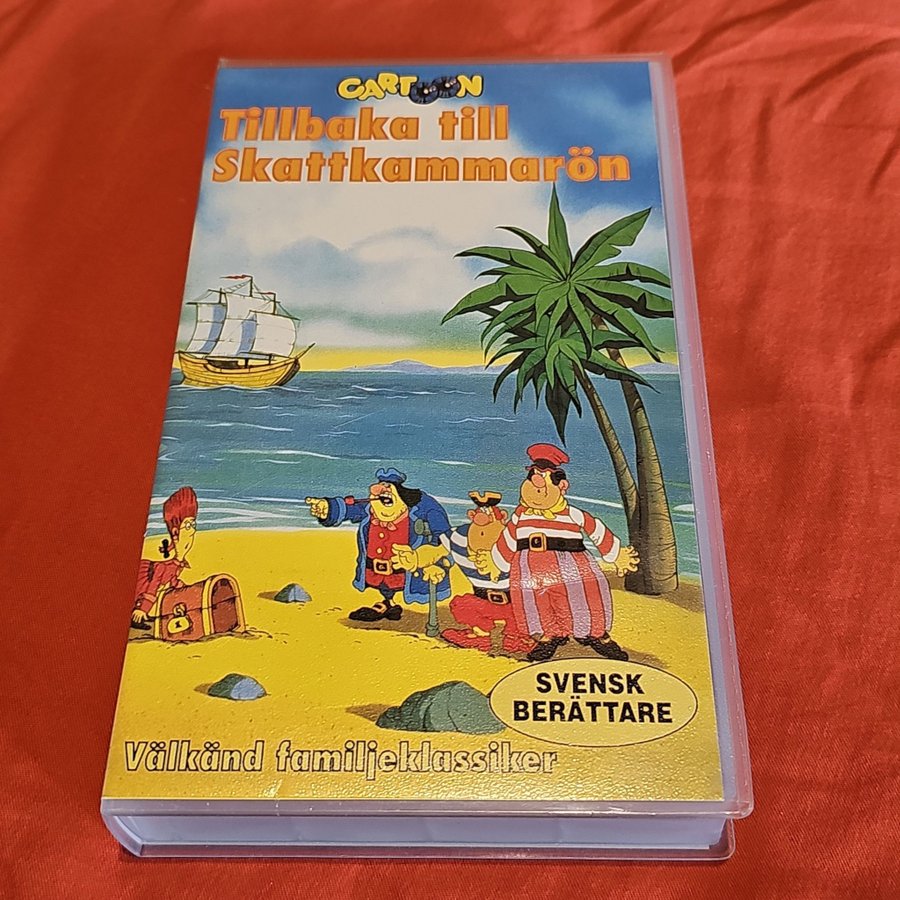 CARTOON
Tillbaka till
Skattkammarön
SVENSK
BERÄTTARE
Välkänd familjeklassiker